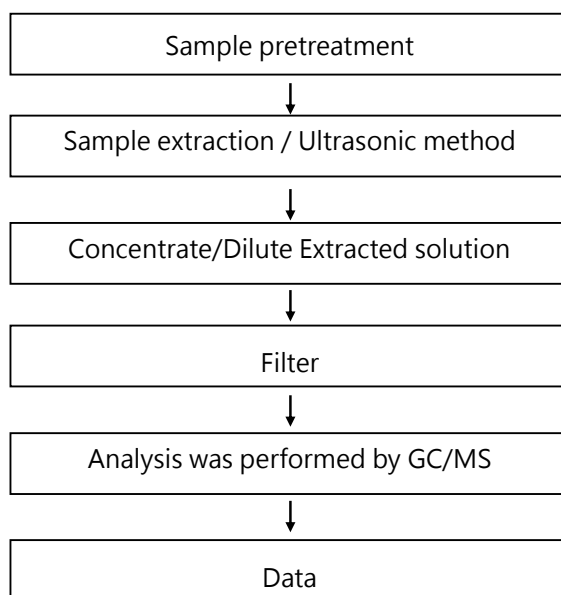 Sample pretreatment
Sample extraction / Ultrasonic method
Concentrate/Dilute Extracted solution
Filter
Analysis was performed by GC/MS
Data